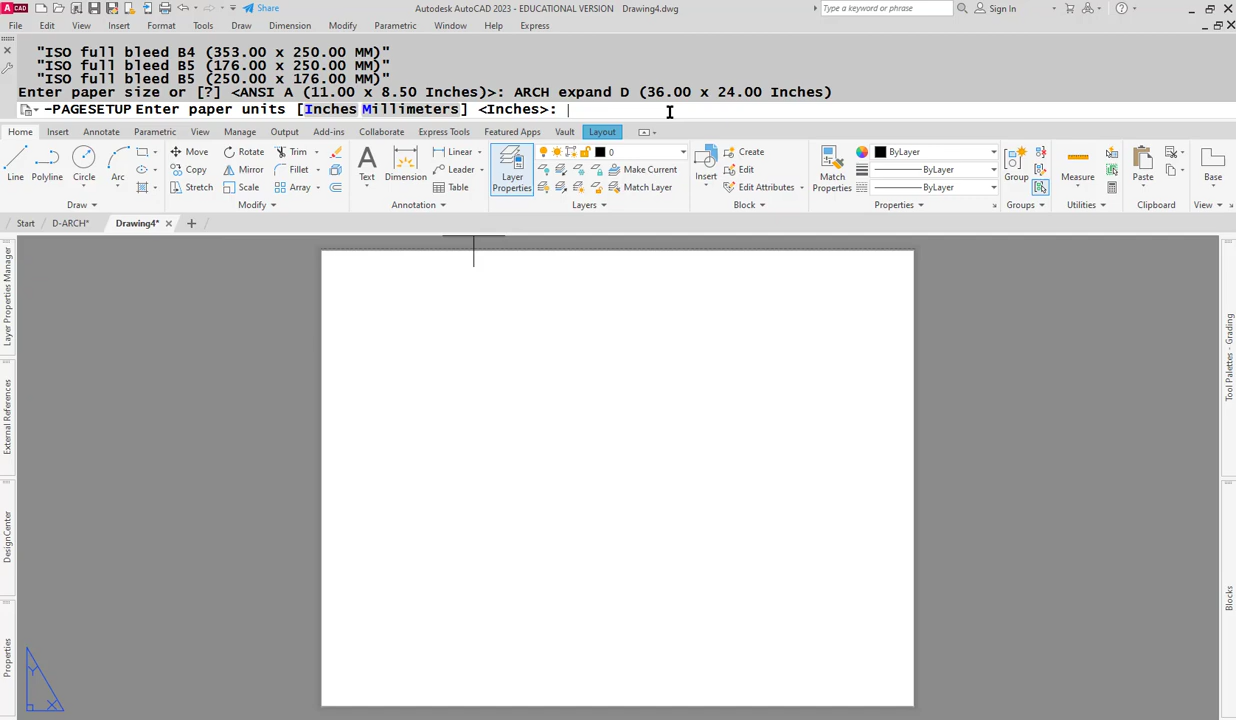 CAD Share Autodesk AutoCAD 2023 - EDUCATIONAL VERSION Drawing4.dwg Type a keyword or phrase Sign In
File Edit View Insert Format Tools Draw Dimension Modify Parametric Window Help Express
"ISO full bleed B4 (353.00 x 250.00 MM)"
"ISO full bleed B5 (176.00 x 250.00 MM)"
"ISO full bleed B5 (250.00 x 176.00 MM)"
Enter paper size or [?] <ANSI A (11.00 x 8.50 Inches)>: ARCH expand D (36.00 x 24.00 Inches)
-PAGESETUP Enter paper units [Inches Millimeters] <Inches>:
Home Insert Annotate Parametric View Manage Output Add-ins Collaborate Express Tools Featured Apps Vault Layout
Line Polyline Circle Arc
Move Rotate Trim
Copy Mirror Fillet
Stretch Scale Array
Text Dimension
Linear
Leader
Table
Layer Properties
0
Make Current
Match Layer
Insert
Create
Edit
Edit Attributes
Match Properties
ByLayer
ByLayer
ByLayer
Group
Measure
Paste
Base
Draw Modify Annotation Layers Block Properties Groups Utilities Clipboard View
Start D-ARCH* Drawing4*
Layer Properties Manager
External References
DesignCenter
Properties
Tool Palettes - Grading
Blocks
Y
X